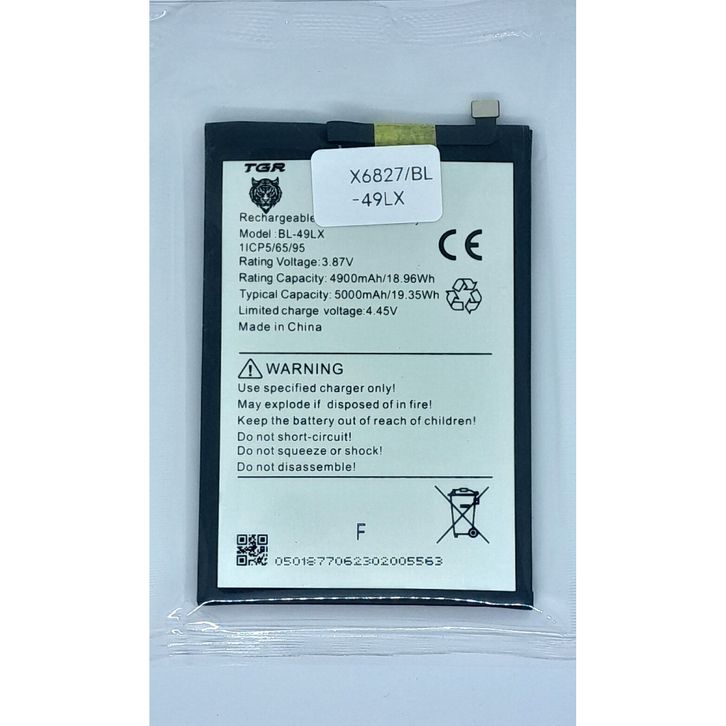 TGR
X6827/BL
-49LX
Rechargeable
Model :BL-49LX
1ICP5/65/95
Rating Voltage: 3.87V
Rating Capacity: 4900mAh/18.96Wh
Typical Capacity: 5000mAh/19.35Wh
Limited charge voltage:4.45V
Made in China
CE
WARNING
Use specified charger only!
May explode if disposed of in fire!
Keep the battery out of reach of children!
Do not short-circuit!
Do not squeeze or shock!
Do not disassemble!
F
0501877062302005563